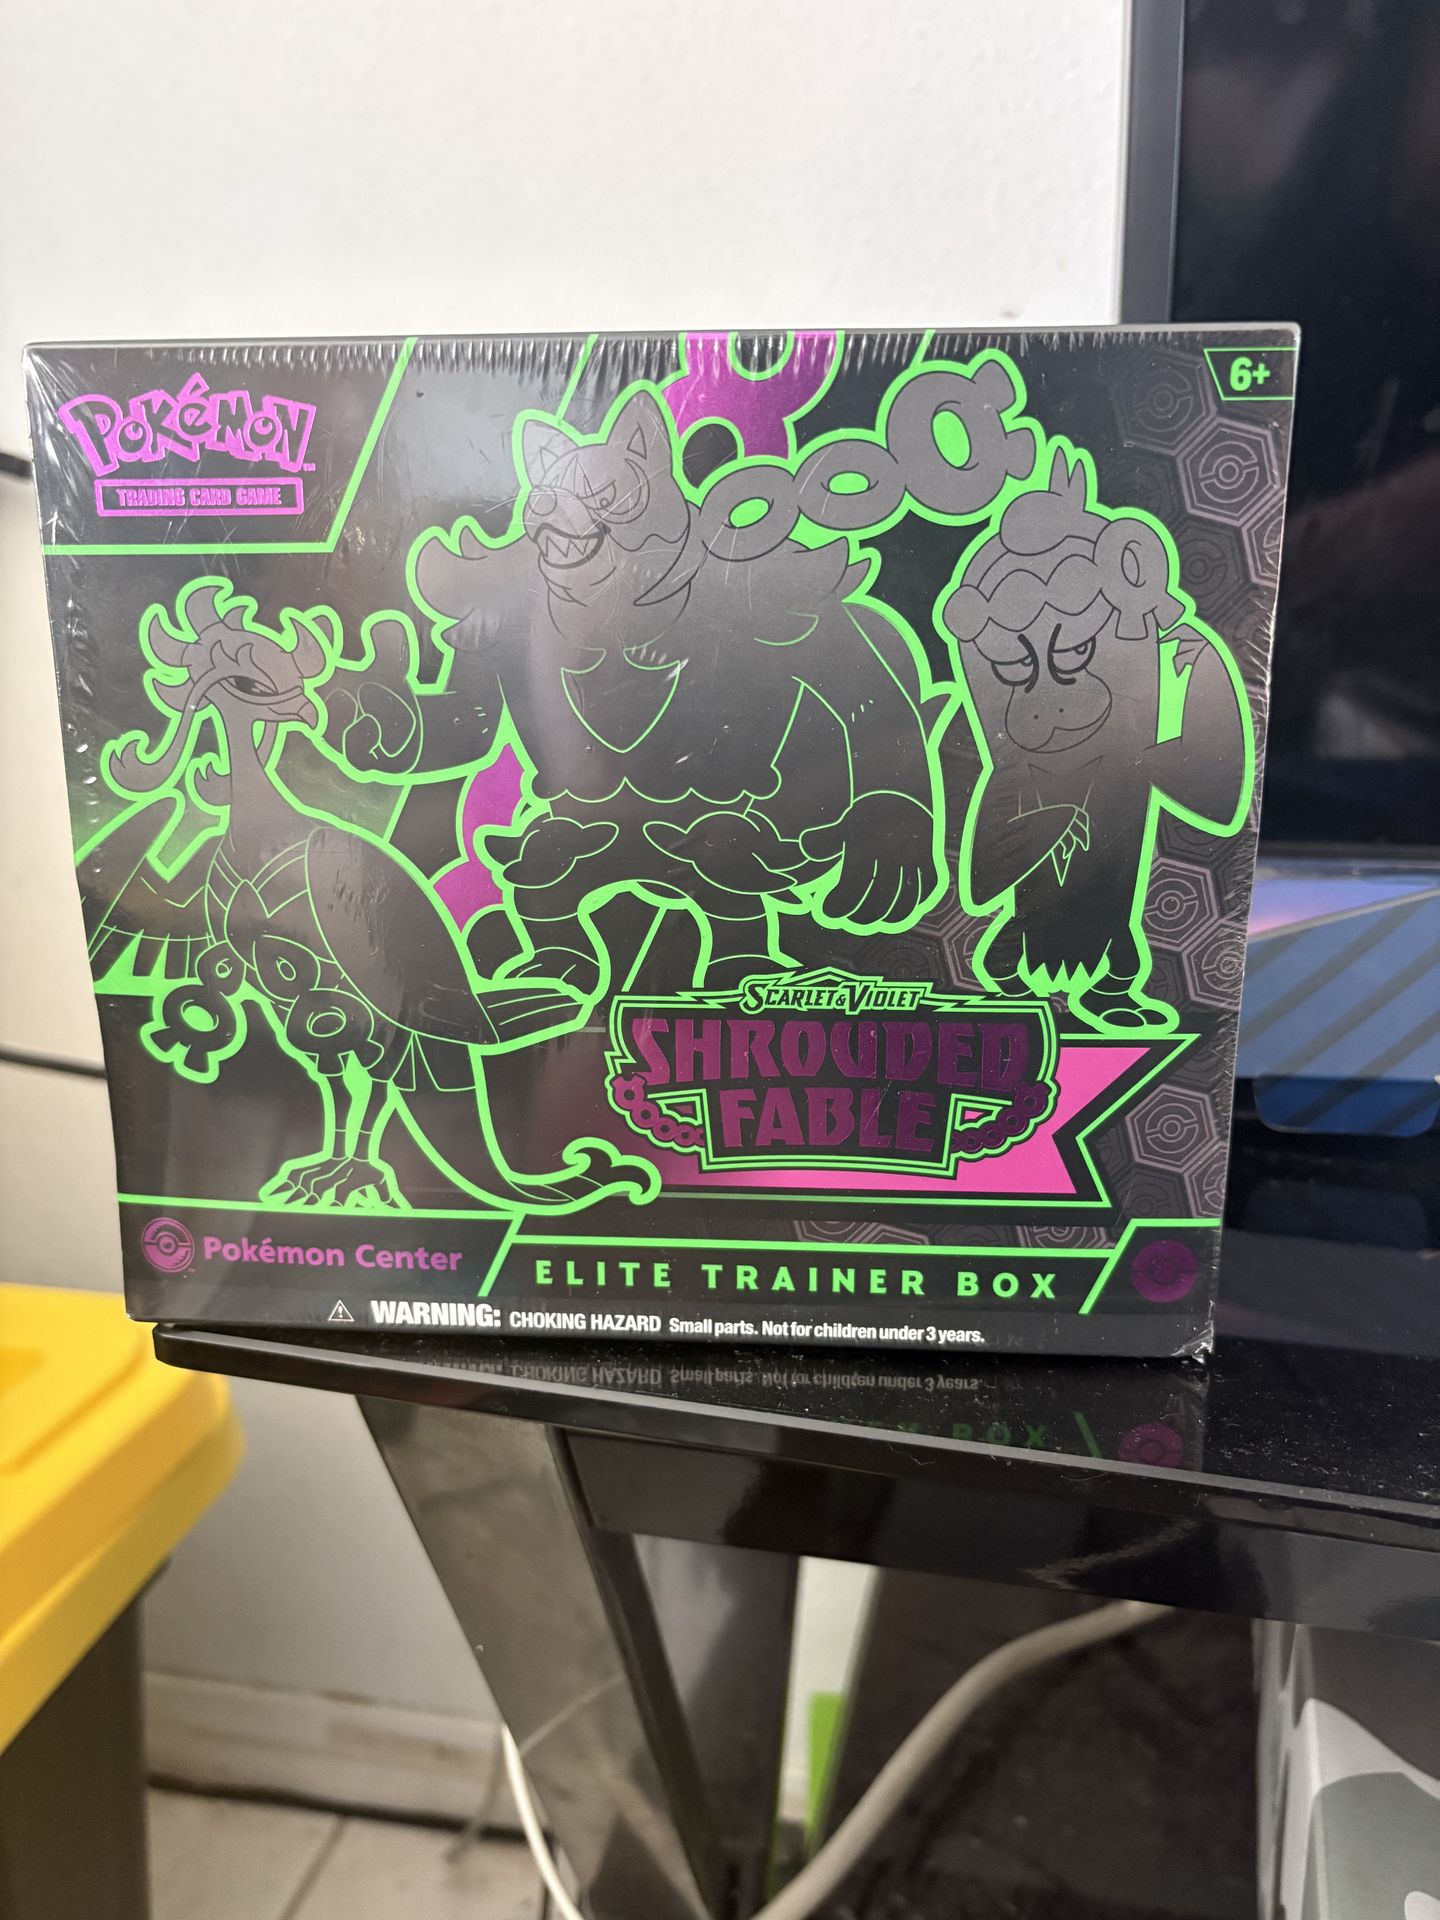 Pokémon
TRADING CARD GAME
6+
SCARLET & VIOLET
SHROUDED
FABLE
Pokémon Center
ELITE TRAINER BOX
WARNING: CHOKING HAZARD Small parts. Not for children under 3 years.